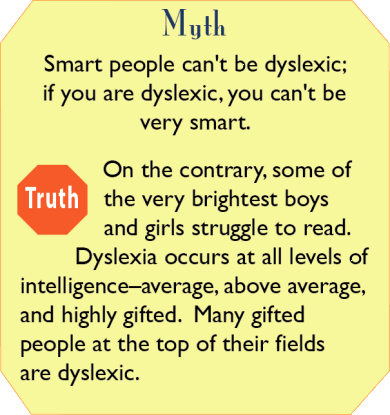 Myth
Smart people can't be dyslexic;
if you are dyslexic, you can't be
very smart.
Truth
On the contrary, some of
the very brightest boys
and girls struggle to read.
Dyslexia occurs at all levels of
intelligence–average, above average,
and highly gifted.  Many gifted
people at the top of their fields
are dyslexic.